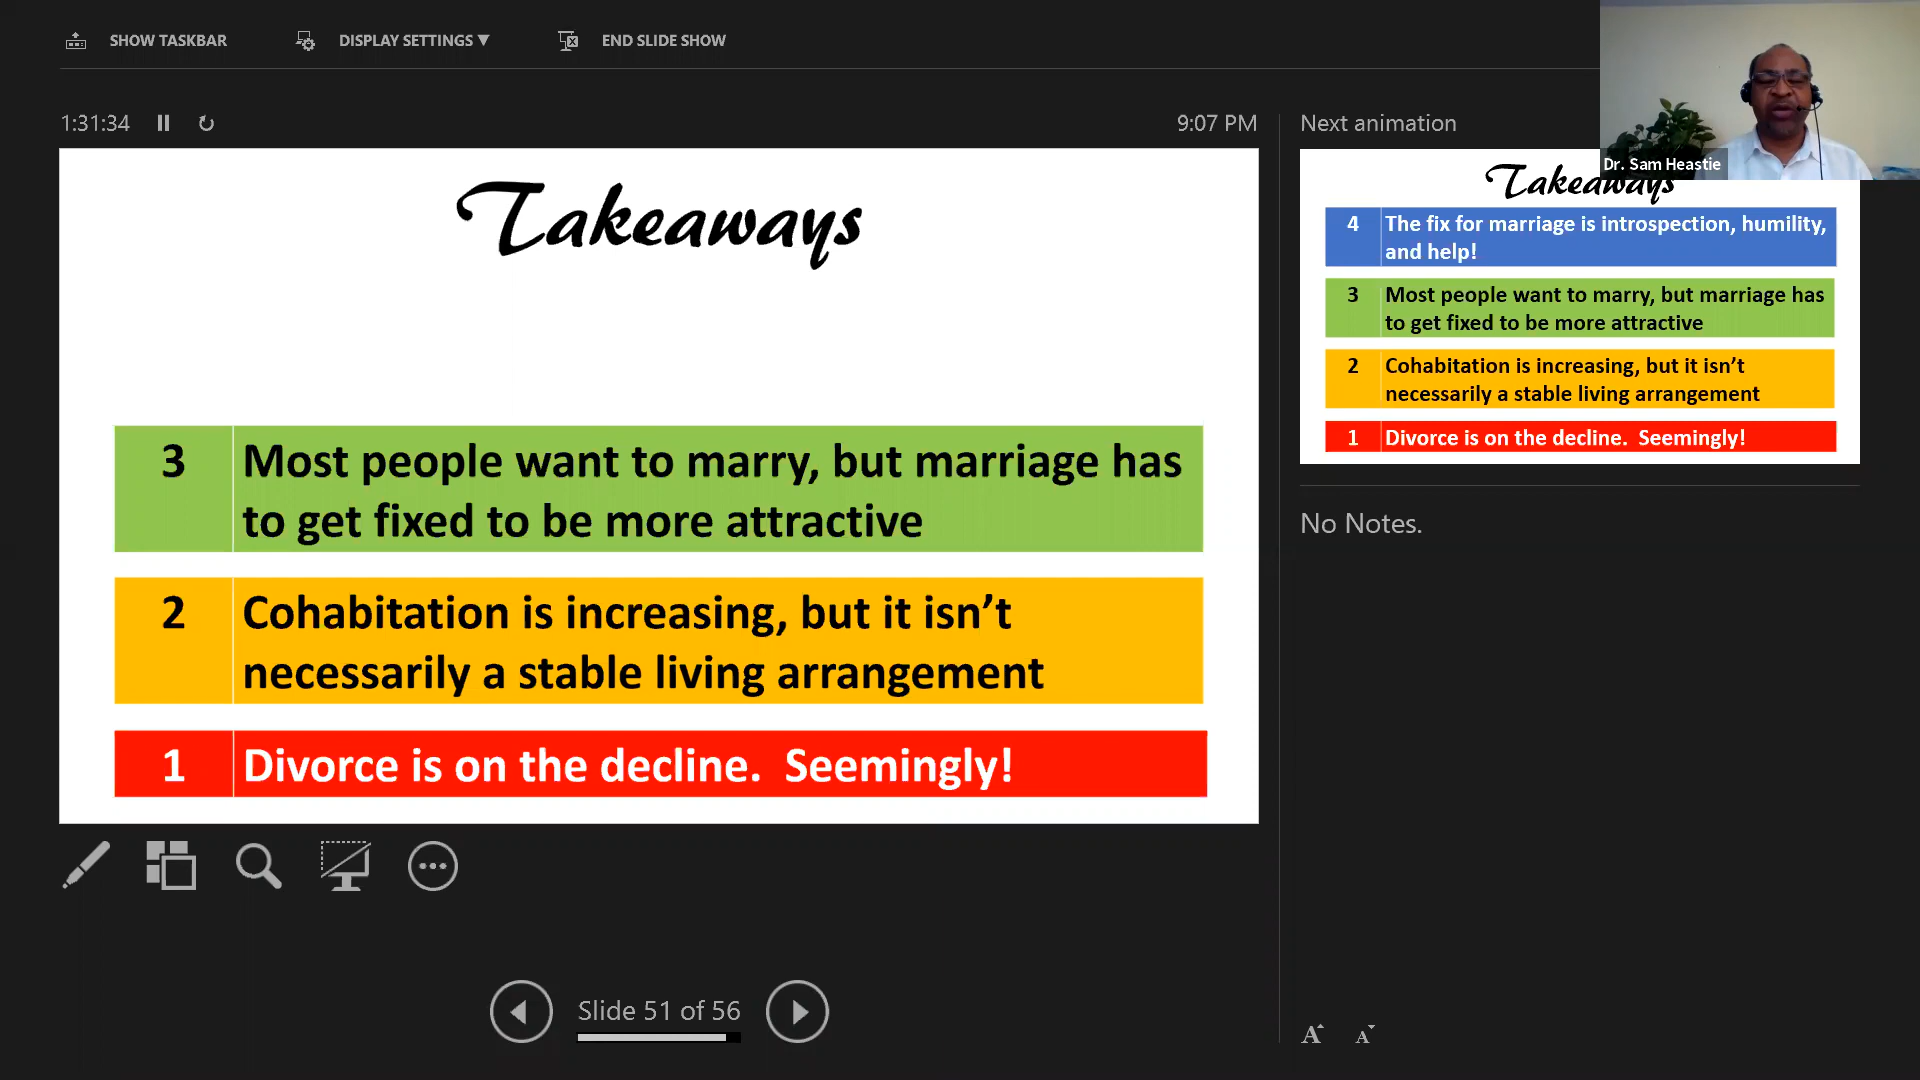 SHOW TASKBAR
DISPLAY SETTINGS ▼
END SLIDE SHOW
1:31:34
9:07 PM
Takeaways
3 Most people want to marry, but marriage has
to get fixed to be more attractive
2 Cohabitation is increasing, but it isn’t
necessarily a stable living arrangement
1 Divorce is on the decline. Seemingly!
Slide 51 of 56
Next animation
Dr. Sam Heastie
Takeaways
4 The fix for marriage is introspection, humility,
and help!
3 Most people want to marry, but marriage has
to get fixed to be more attractive
2 Cohabitation is increasing, but it isn’t
necessarily a stable living arrangement
1 Divorce is on the decline. Seemingly!
No Notes.
A A